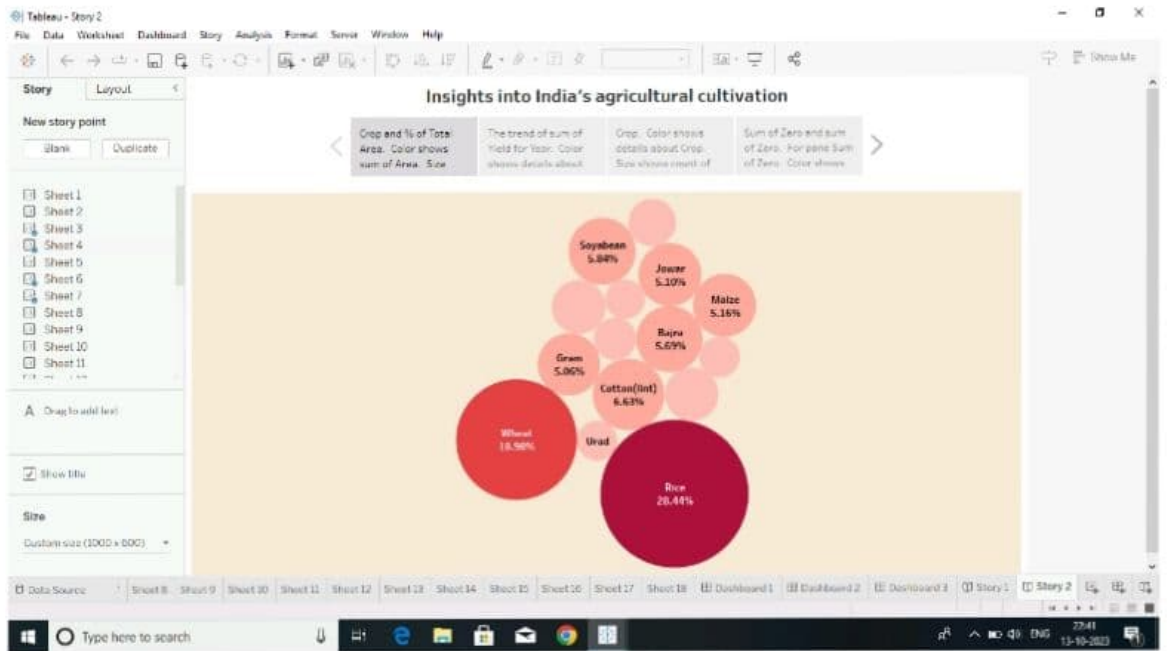 Tableau - Story 2
File Data Worksheet Dashboard Story Analysis Format Server Window Help
Show Me
Story Layout
New story point
Blank Duplicate
Sheet 1
Sheet 2
Sheet 3
Sheet 4
Sheet 5
Sheet 6
Sheet 7
Sheet 8
Sheet 9
Sheet 10
Sheet 11
A Drag to add text
Show title
Size
Custom size (1000 x 600)
Insights into India's agricultural cultivation
Crop and % of Total
Area. Color shows
sum of Area. Size
The trend of sum of
Yield for Year. Color
shows details about
Crop. Color shows
details about Crop.
Size shows count of
Sum of Zero and sum
of Zero. For pane Sum
of Zero. Color shows
Soyabean
5.84%
Jowar
5.10%
Maize
5.16%
Bajra
5.69%
Gram
5.06%
Cotton(lint)
6.63%
Wheat
Urad
Rice
28.44%
Data Source Sheet 8 Sheet 9 Sheet 10 Sheet 11 Sheet 12 Sheet 13 Sheet 14 Sheet 15 Sheet 16 Sheet 17 Sheet 18 Dashboard 1 Dashboard 2 Dashboard 3 Story 1 Story 2
Type here to search
ENG
22:41
13-10-2023